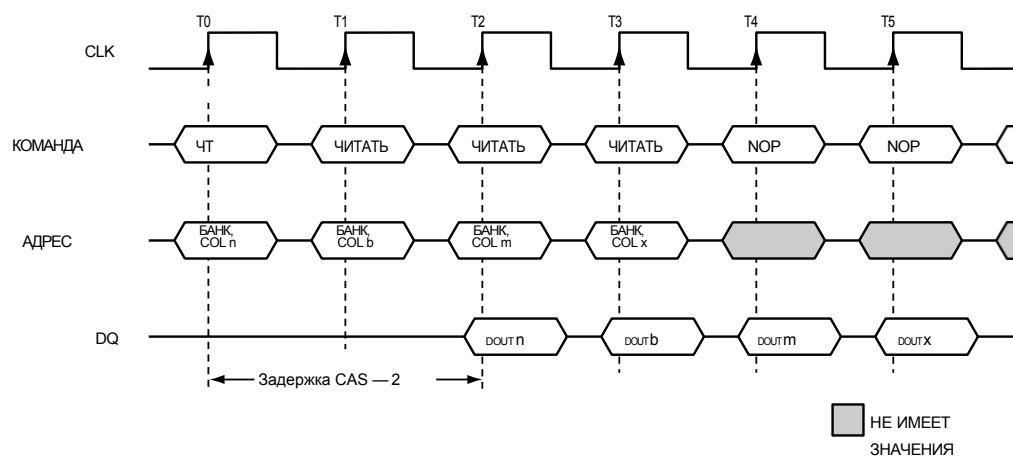 T0 T1 T2 T3 T4 T5
CLK
КОМАНДА ЧТ ЧИТАТЬ ЧИТАТЬ ЧИТАТЬ NOP NOP
АДРЕС
БАНК,
COL n
БАНК,
COL b
БАНК,
COL m
БАНК,
COL x
DQ DOUT n DOUT b DOUT m DOUT x
Задержка CAS — 2
НЕ ИМЕЕТ
ЗНАЧЕНИЯ